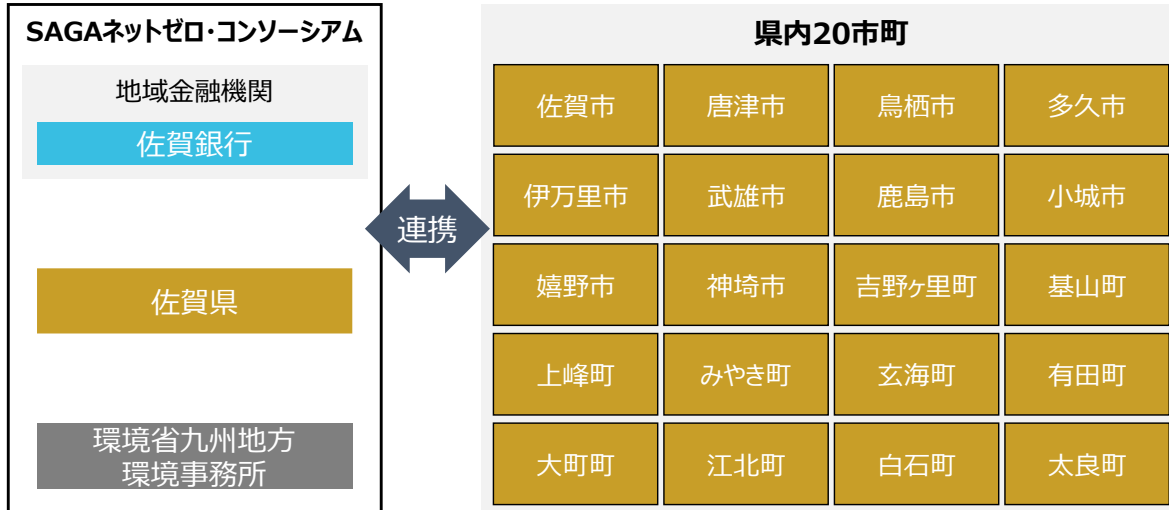 SAGAネットゼロ・コンソーシアム
地域金融機関
佐賀銀行
佐賀県
環境省九州地方
環境事務所
連携
県内20市町
佐賀市
唐津市
鳥栖市
多久市
伊万里市
武雄市
鹿島市
小城市
嬉野市
神埼市
吉野ヶ里町
基山町
上峰町
みやき町
玄海町
有田町
大町町
江北町
白石町
太良町